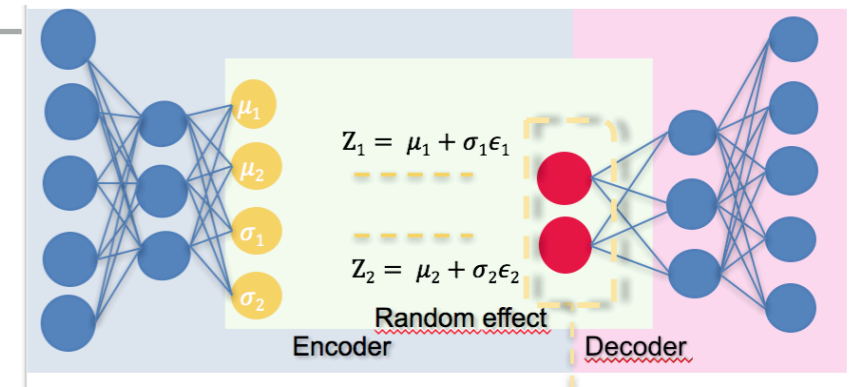 μ₁
μ₂
σ₁
σ₂
Z₁ = μ₁ + σ₁ϵ₁
Z₂ = μ₂ + σ₂ϵ₂
Random effect
Encoder
Decoder